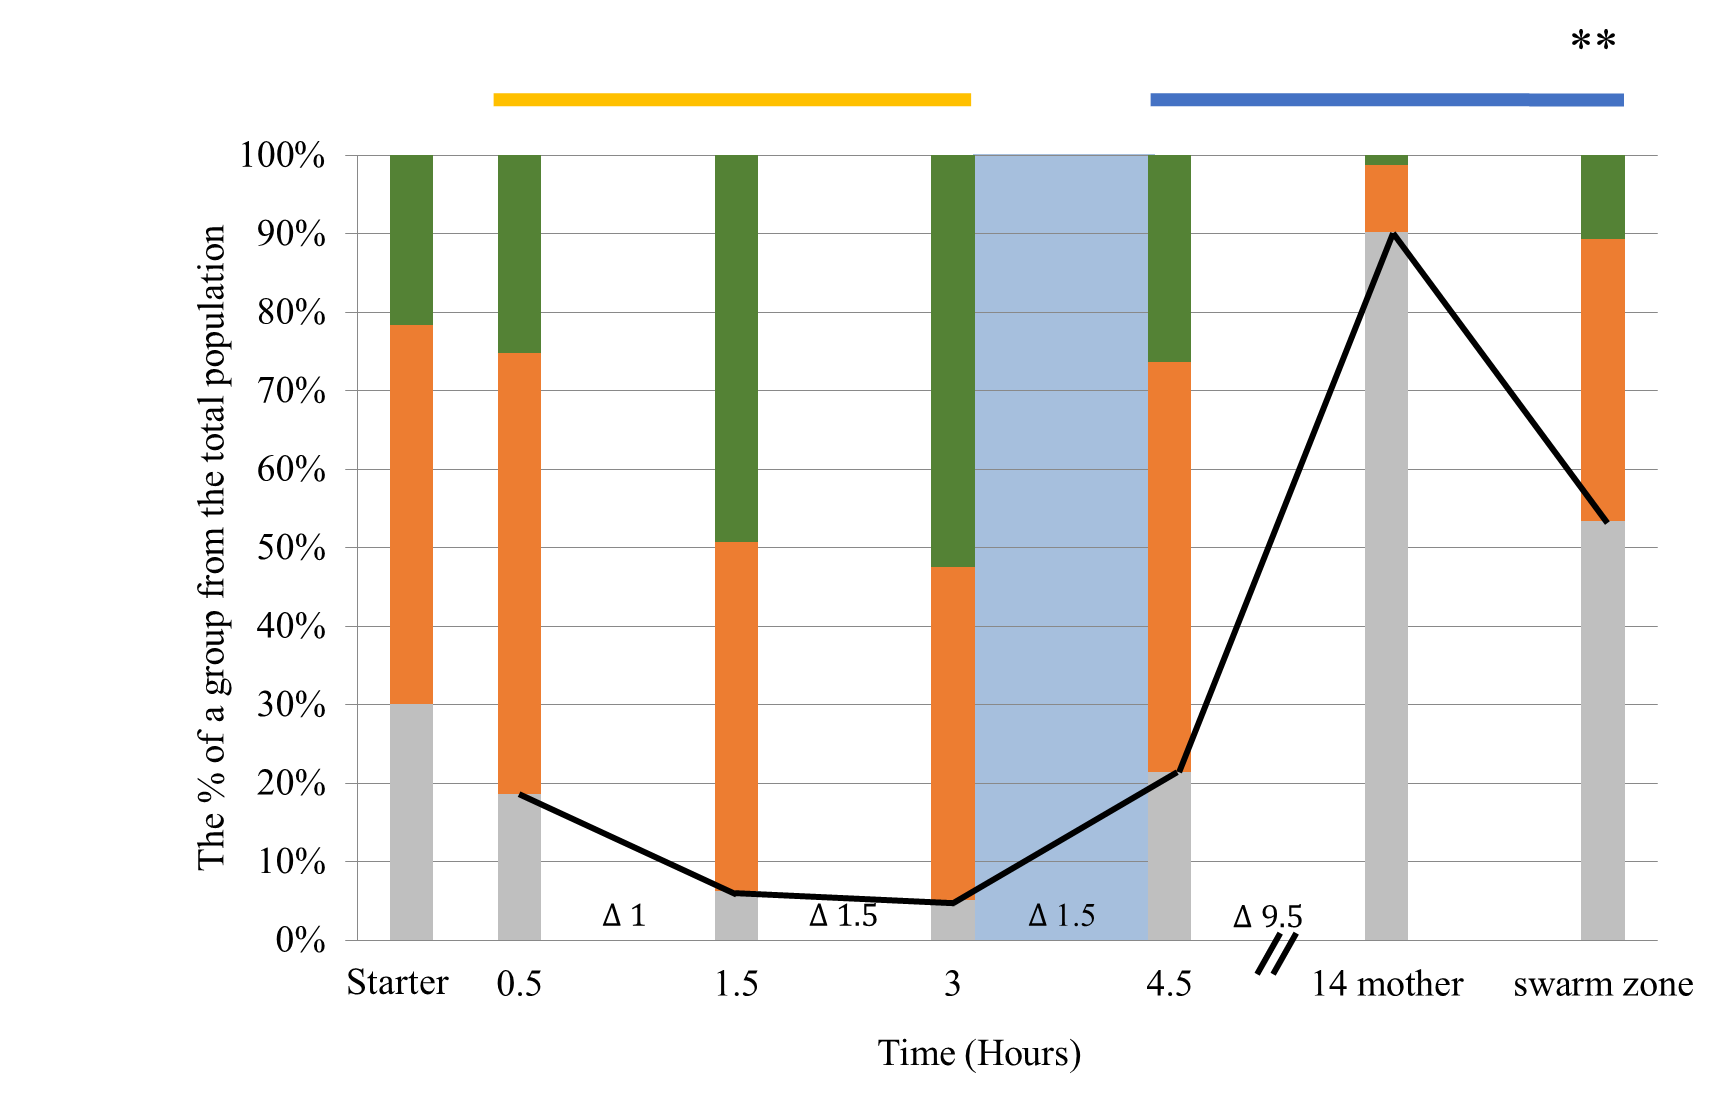 **
100%
90%
80%
70%
60%
50%
40%
30%
20%
10%
0%
The % of a group from the total population
Δ 1
Δ 1.5
Δ 1.5
Δ 9.5
Starter
0.5
1.5
3
4.5
14 mother
swarm zone
Time (Hours)